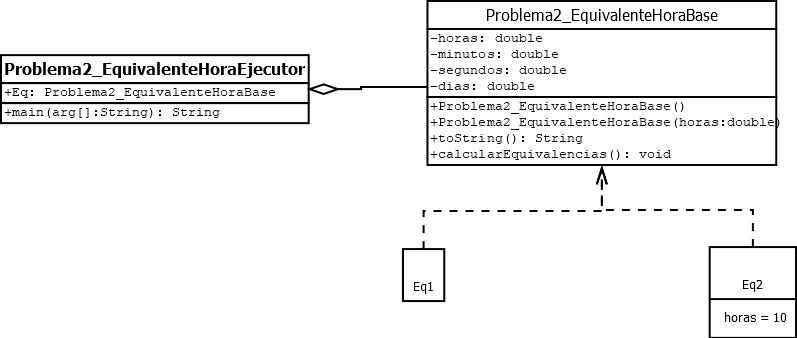 Problema2_EquivalenteHoraBase
-horas: double
-minutos: double
-segundos: double
-dias: double
+Problema2_EquivalenteHoraBase()
+Problema2_EquivalenteHoraBase(horas:double)
+toString(): String
+calcularEquivalencias(): void
Problema2_EquivalenteHoraEjecutor
+Eq: Problema2_EquivalenteHoraBase
+main(arg[]:String): String
Eq1
Eq2
horas = 10